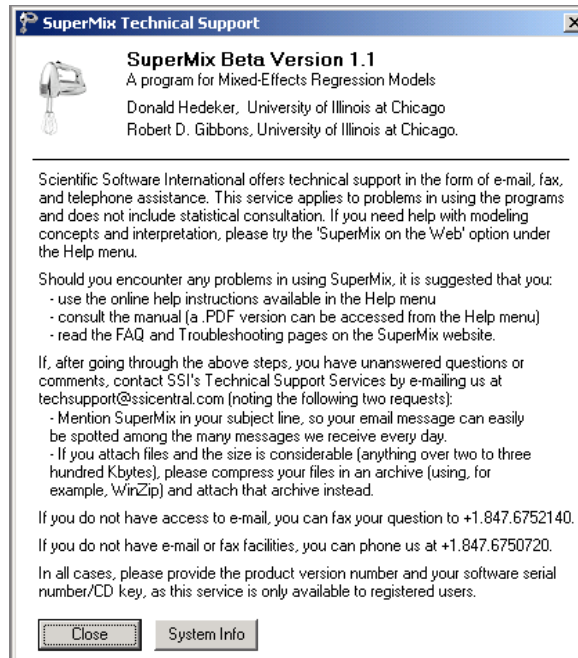 SuperMix Technical Support
SuperMix Beta Version 1.1
A program for Mixed-Effects Regression Models
Donald Hedeker, University of Illinois at Chicago
Robert D. Gibbons, University of Illinois at Chicago.
Scientific Software International offers technical support in the form of e-mail, fax,
and telephone assistance. This service applies to problems in using the programs
and does not include statistical consultation. If you need help with modeling
concepts and interpretation, please try the 'SuperMix on the Web' option under
the Help menu.
Should you encounter any problems in using SuperMix, it is suggested that you:
- use the online help instructions available in the Help menu
- consult the manual (a .PDF version can be accessed from the Help menu)
- read the FAQ and Troubleshooting pages on the SuperMix website.
If, after going through the above steps, you have unanswered questions or
comments, contact SSI's Technical Support Services by e-mailing us at
techsupport@ssicentral.com (noting the following two requests):
- Mention SuperMix in your subject line, so your email message can easily
be spotted among the many messages we receive every day.
- If you attach files and the size is considerable (anything over two to three
hundred Kbytes), please compress your files in an archive (using, for
example, WinZip) and attach that archive instead.
If you do not have access to e-mail, you can fax your question to +1.847.6752140.
If you do not have e-mail or fax facilities, you can phone us at +1.847.6750720.
In all cases, please provide the product version number and your software serial
number/CD key, as this service is only available to registered users.
Close
System Info